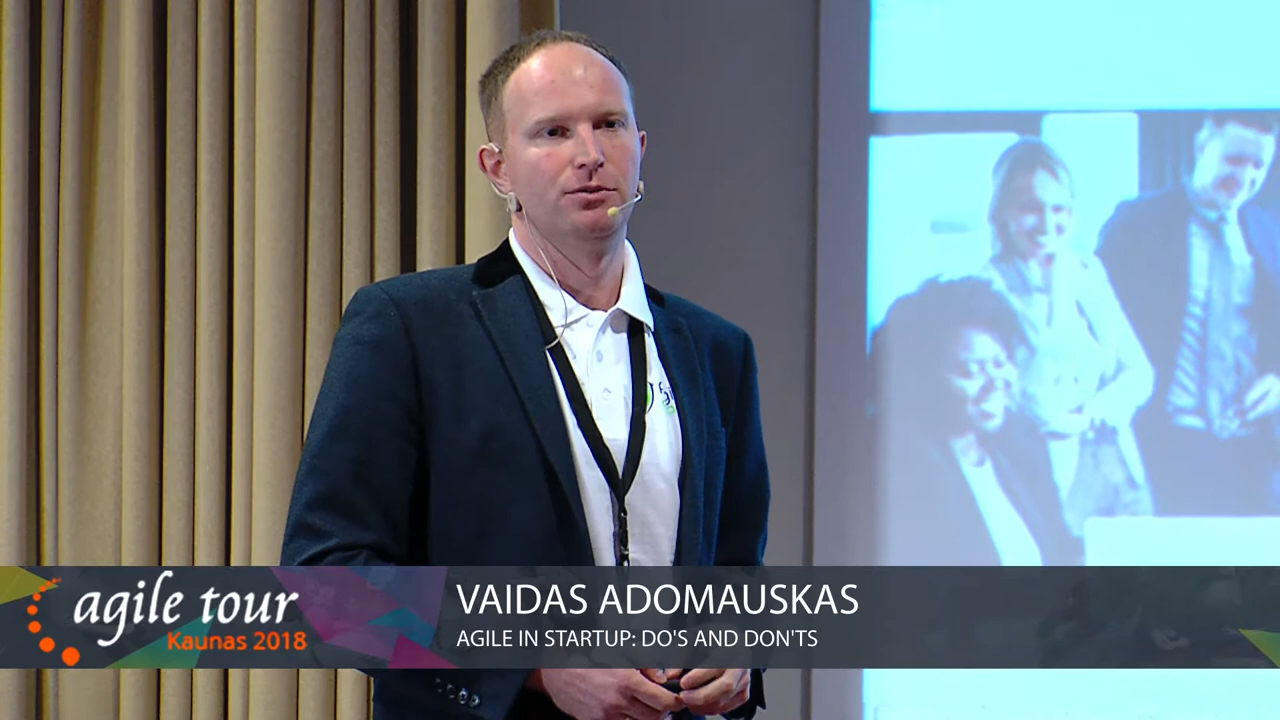 VAIDAS ADOMAUSKAS
AGILE IN STARTUP: DO'S AND DON'TS
agile tour
Kaunas 2018